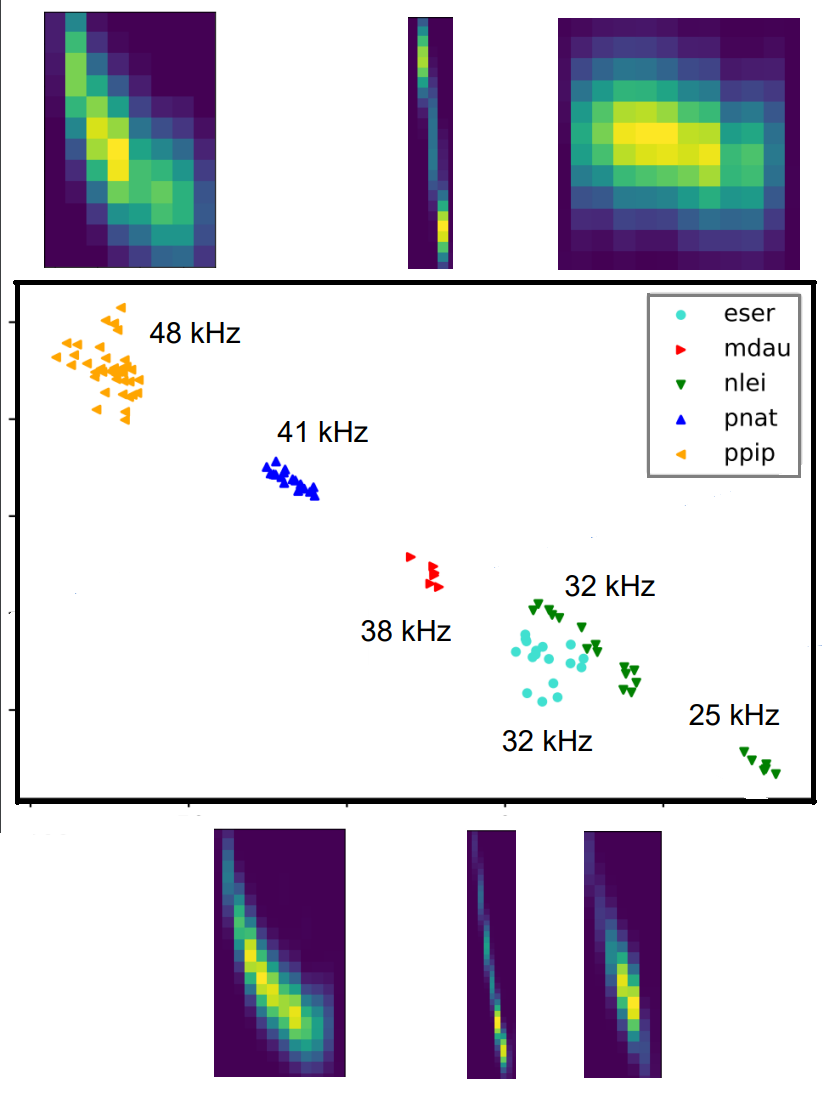 48 kHz
eser
mdau
nlei
pnat
ppip
41 kHz
32 kHz
38 kHz
25 kHz
32 kHz